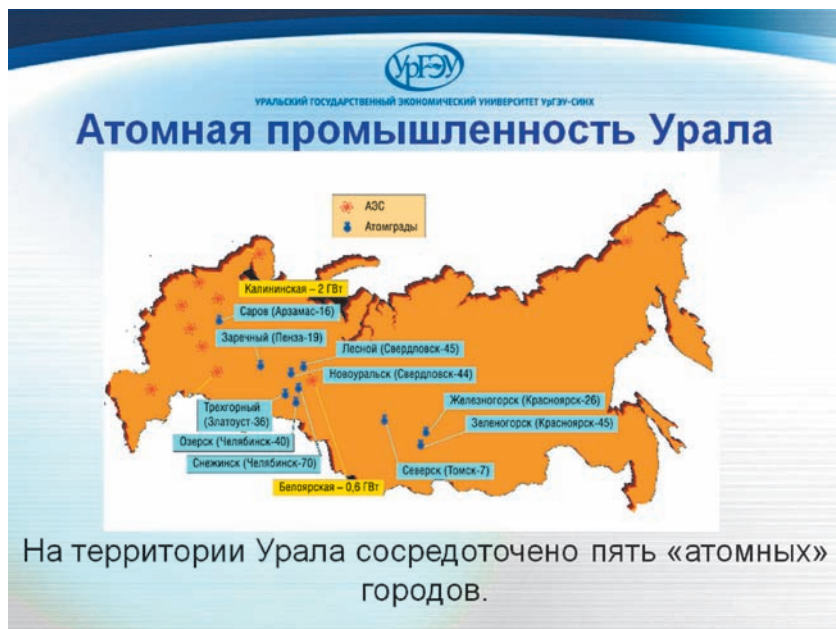 УрГЭУ
УРАЛЬСКИЙ ГОСУДАРСТВЕННЫЙ ЭКОНОМИЧЕСКИЙ УНИВЕРСИТЕТ УрГЭУ-СИНХ
Атомная промышленность Урала
АЭС
Атомграды
Калининская – 2 ГВт
Саров (Арзамас-16)
Заречный (Пенза-19)
Лесной (Свердловск-45)
Новоуральск (Свердловск-44)
Трехгорный
(Златоуст-36)
Железногорск (Красноярск-26)
Зеленогорск (Красноярск-45)
Озерск (Челябинск-40)
Снежинск (Челябинск-70)
Северск (Томск-7)
Белоярская – 0,6 ГВт
На территории Урала сосредоточено пять «атомных»
городов.